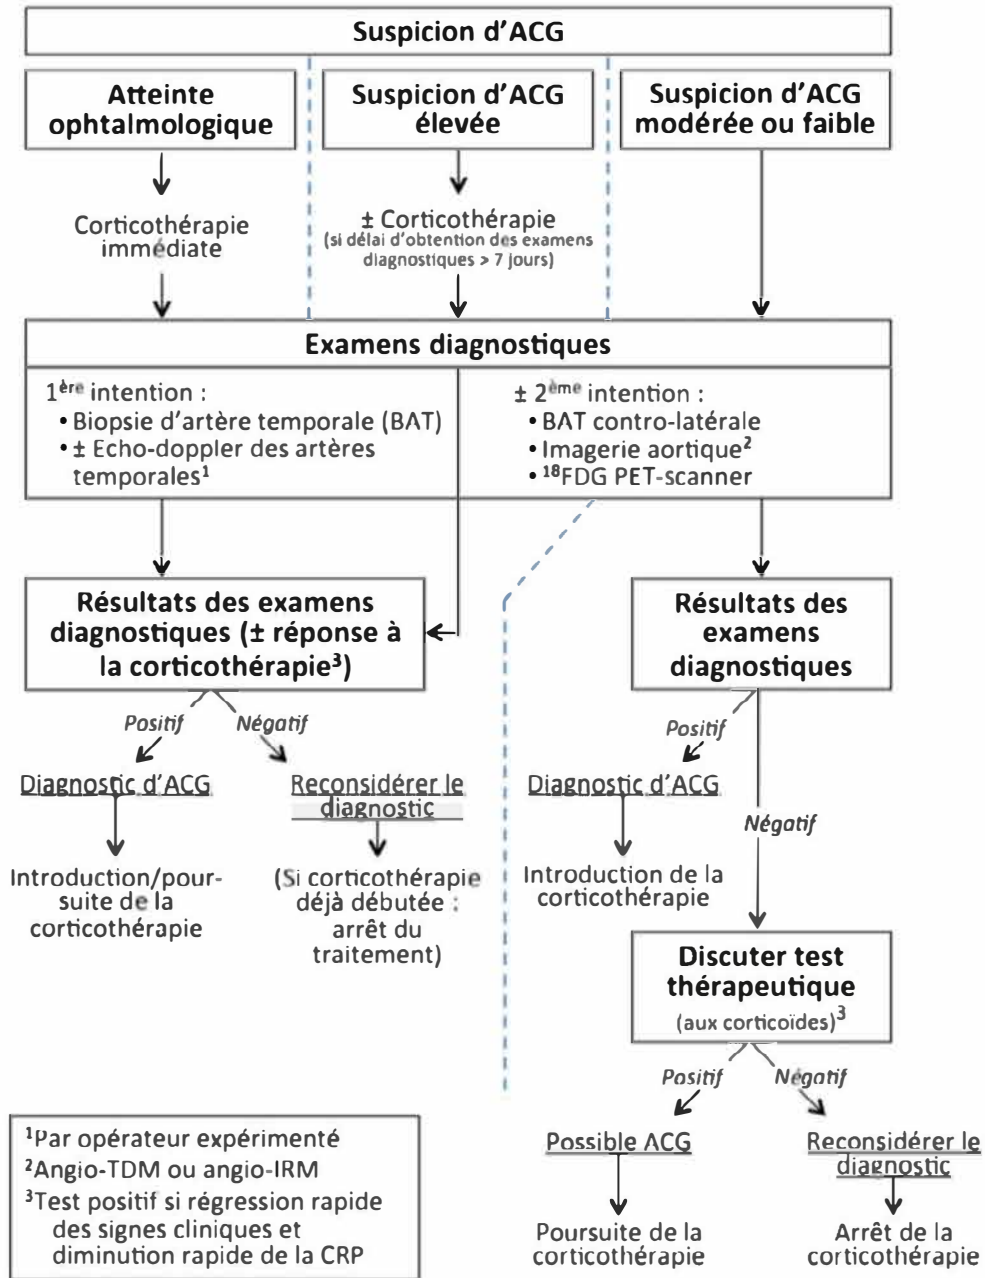 Suspicion d'ACG
Atteinte
ophtalmologique
Suspicion d'ACG
élevée
Suspicion d'ACG
modérée ou faible
Corticothérapie
immédiate
± Corticothérapie
(si délai d'obtention des examens
diagnostiques > 7 jours)
Examens diagnostiques
1ère intention :
• Biopsie d'artère temporale (BAT)
• ± Echo-doppler des artères
temporales¹
± 2ème intention :
• BAT contro-latérale
• Imagerie aortique²
• ¹⁸FDG PET-scanner
Résultats des examens
diagnostiques (± réponse à
la corticothérapie³)
Résultats des
examens
diagnostiques
Positif
Négatif
Diagnostic d'ACG
Reconsidérer le
diagnostic
Introduction/pour-
suite de la
corticothérapie
(Si corticothérapie
déjà débutée :
arrêt du
traitement)
Positif
Diagnostic d'ACG
Négatif
Introduction de la
corticothérapie
Discuter test
thérapeutique
(aux corticoïdes)³
Positif
Négatif
Possible ACG
Reconsidérer le
diagnostic
Poursuite de la
corticothérapie
Arrêt de la
corticothérapie
¹Par opérateur expérimenté
²Angio-TDM ou angio-IRM
³Test positif si régression rapide
des signes cliniques et
diminution rapide de la CRP